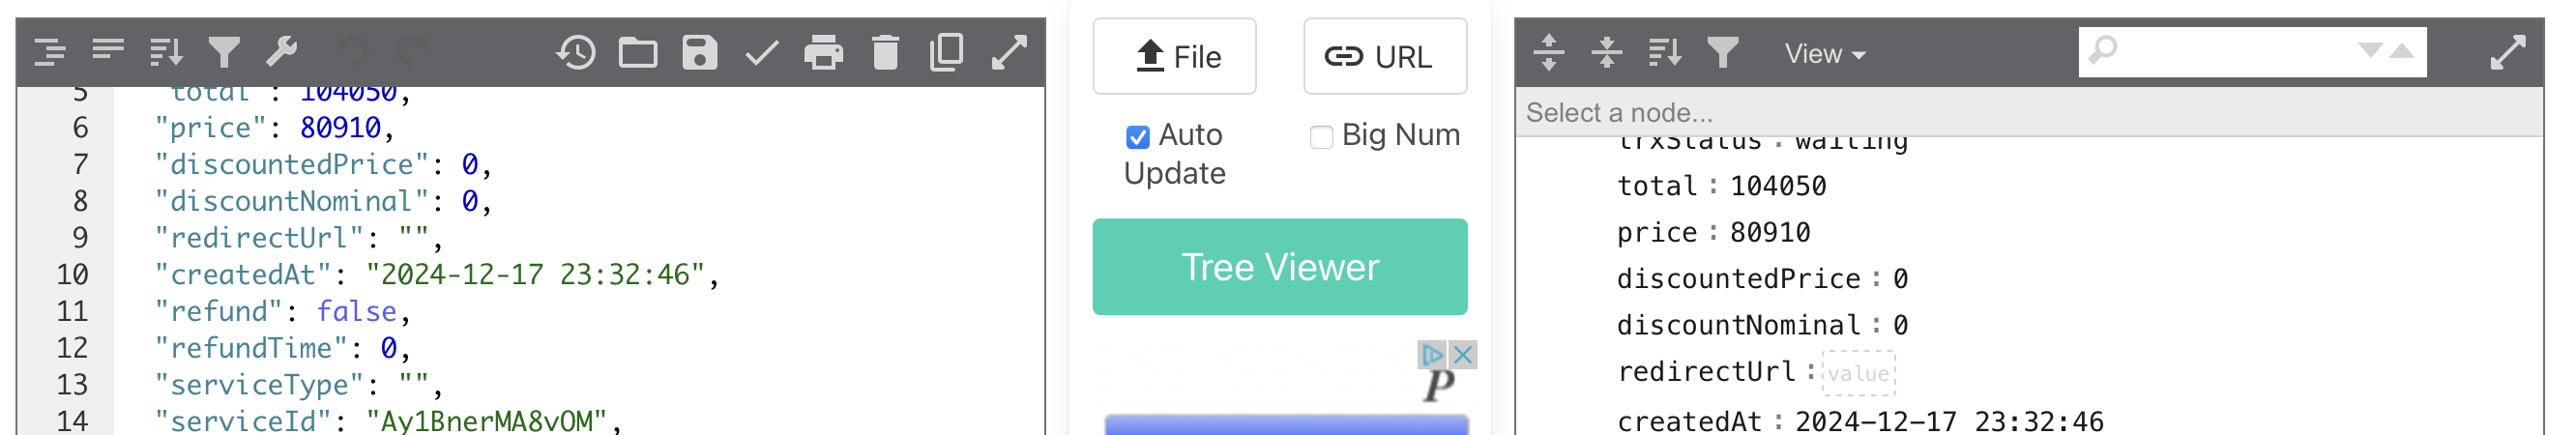 5 "total": 104050,
6 "price": 80910,
7 "discountedPrice": 0,
8 "discountNominal": 0,
9 "redirectUrl": "",
10 "createdAt": "2024-12-17 23:32:46",
11 "refund": false,
12 "refundTime": 0,
13 "serviceType": "",
14 "serviceId": "Ay1BnerMA8vOM",
File
URL
Auto Update
Big Num
Tree Viewer
P
View
Select a node...
trxStatus : waiting
total : 104050
price : 80910
discountedPrice : 0
discountNominal : 0
redirectUrl : value
createdAt : 2024-12-17 23:32:46